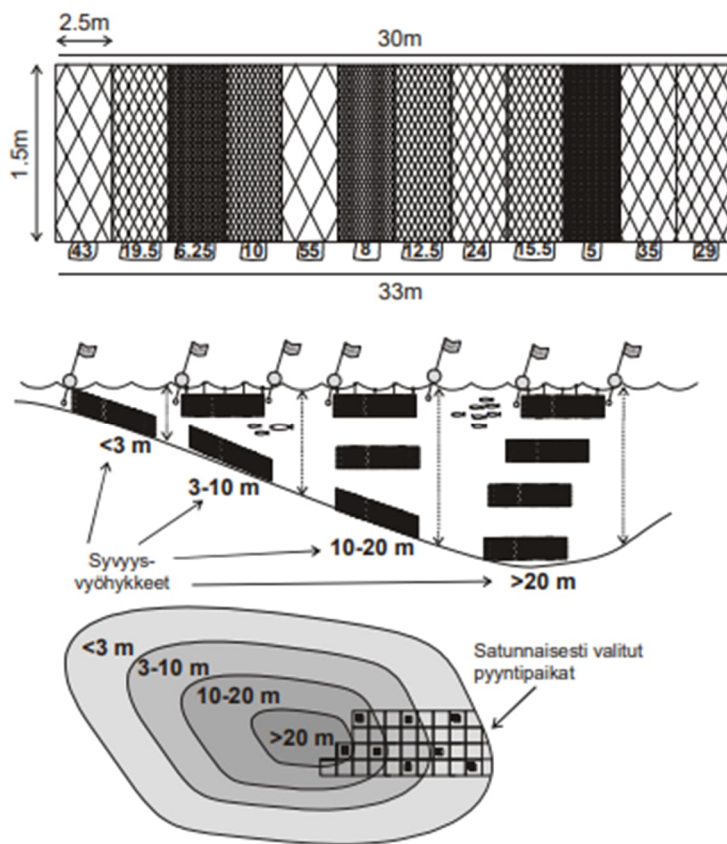 2.5m
30m
1.5m
43 19.5 6.25 10 55 8 12.5 24 15.5 5 35 29
33m
<3 m
3-10 m
10-20 m
>20 m
Syvyys-
vyöhykkeet
<3 m
3-10 m
10-20 m
>20 m
Satunnaisesti valitut
pyyntipaikat